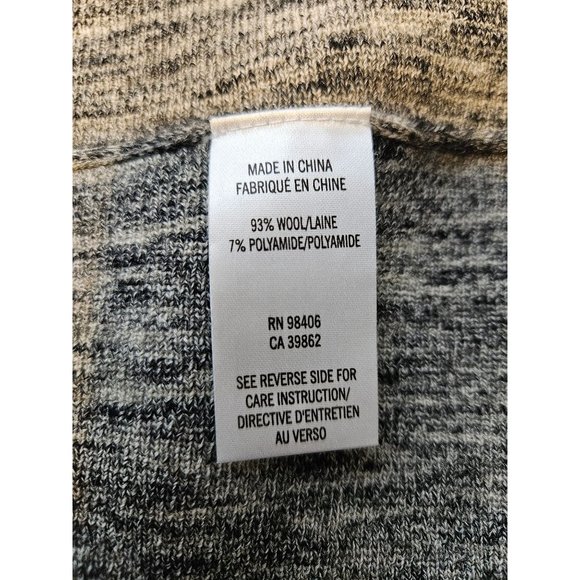 MADE IN CHINA
FABRIQUÉ EN CHINE
93% WOOL/LAINE
7% POLYAMIDE/POLYAMIDE
RN 98406
CA 39862
SEE REVERSE SIDE FOR
CARE INSTRUCTION/
DIRECTIVE D'ENTRETIEN
AU VERSO